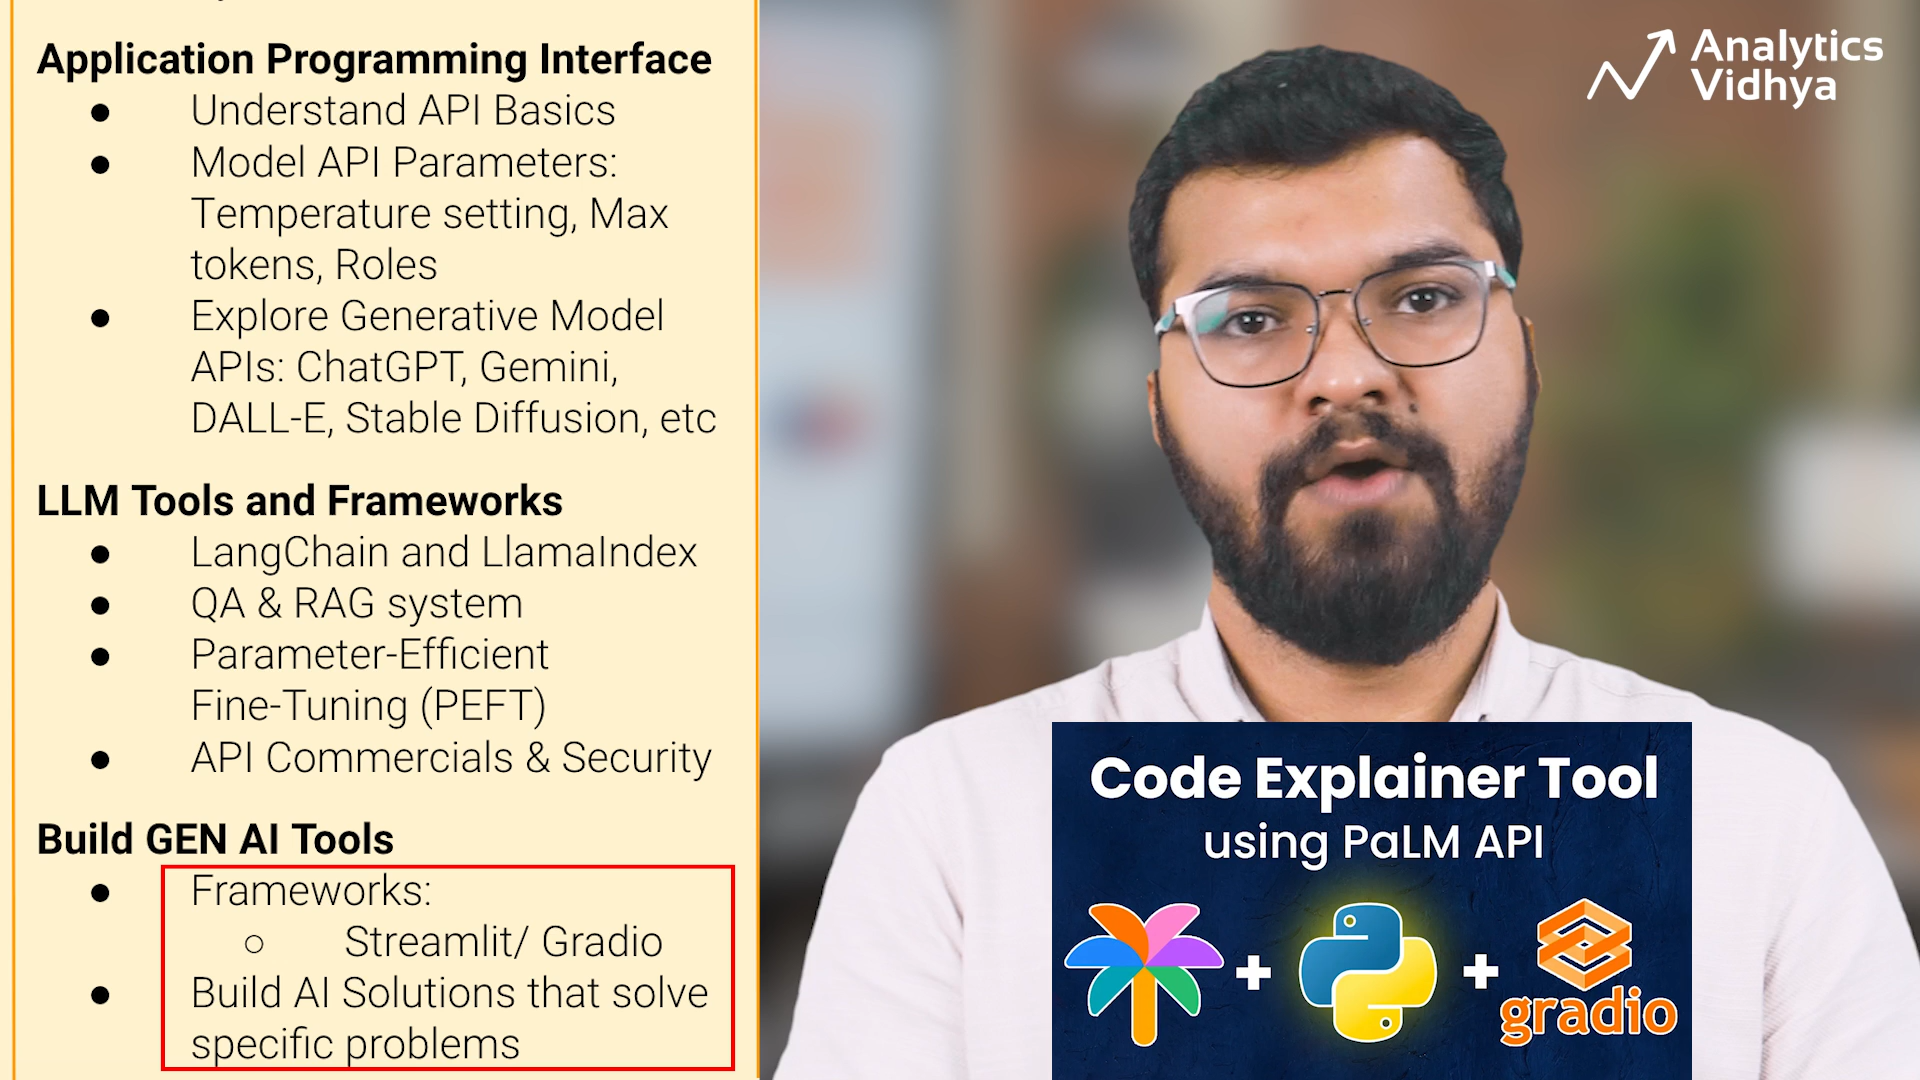 Application Programming Interface
● Understand API Basics
● Model API Parameters:
Temperature setting, Max
tokens, Roles
● Explore Generative Model
APIs: ChatGPT, Gemini,
DALL-E, Stable Diffusion, etc
LLM Tools and Frameworks
● LangChain and LlamaIndex
● QA & RAG system
● Parameter-Efficient
Fine-Tuning (PEFT)
● API Commercials & Security
Build GEN AI Tools
● Frameworks:
○ Streamlit/ Gradio
● Build AI Solutions that solve
specific problems
Analytics
Vidhya
Code Explainer Tool
using PaLM API
+ +
gradio